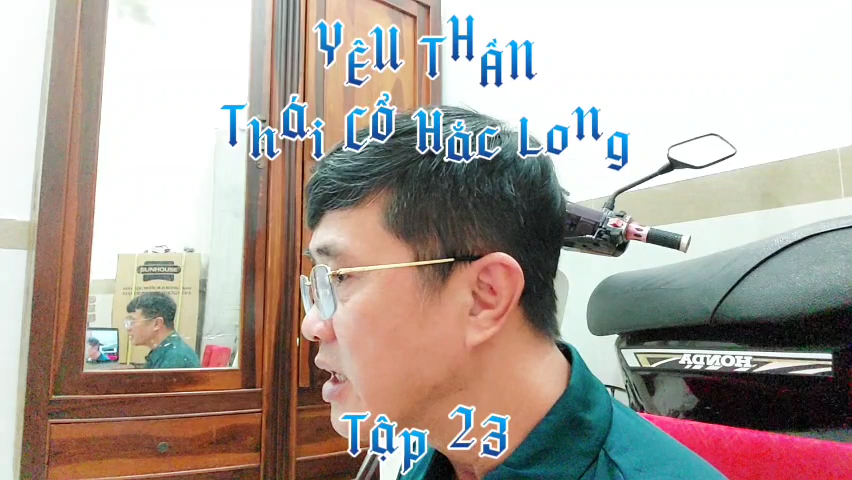 Yêu Thần
Thái Cổ Hắc Long
SUNHOUSE
HONDA
Tập 23